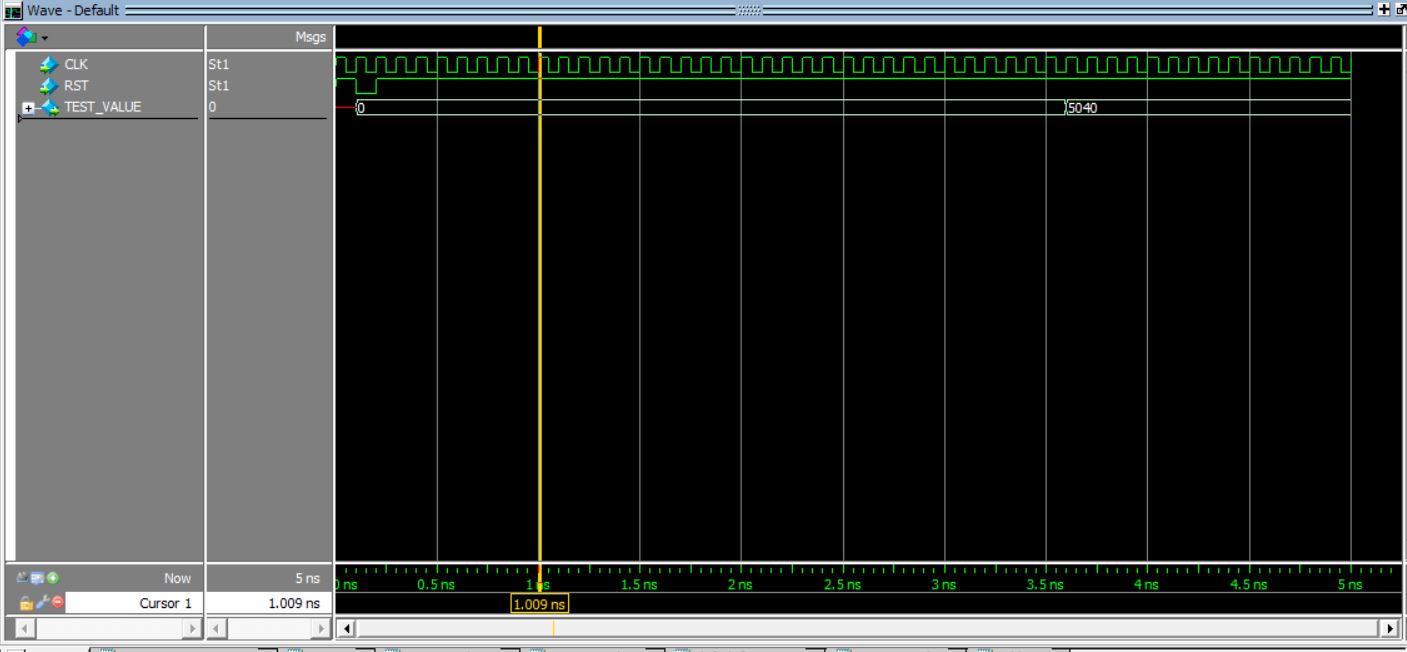 Wave - Default
Msgs
CLK St1
RST St1
TEST_VALUE 0 0 5040
Now 5 ns 0 ns 0.5 ns 1 ns 1.5 ns 2 ns 2.5 ns 3 ns 3.5 ns 4 ns 4.5 ns 5 ns
Cursor 1 1.009 ns 1.009 ns